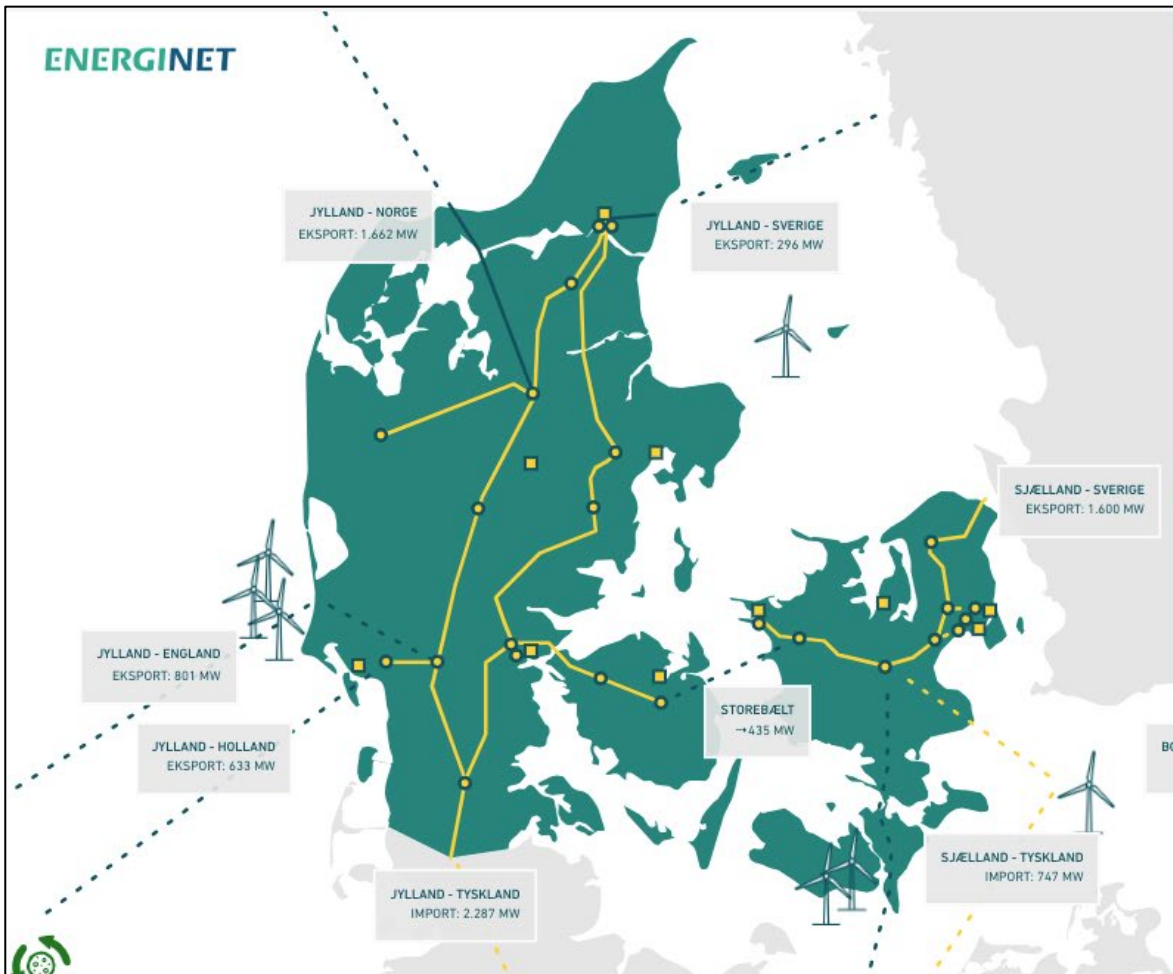 ENERGINET
JYLLAND - NORGE
EKSPORT: 1.662 MW
JYLLAND - SVERIGE
EKSPORT: 296 MW
SJÆLLAND - SVERIGE
EKSPORT: 1.600 MW
JYLLAND - ENGLAND
EKSPORT: 801 MW
STOREBÆLT
→435 MW
JYLLAND - HOLLAND
EKSPORT: 633 MW
BO
SJÆLLAND - TYSKLAND
IMPORT: 747 MW
JYLLAND - TYSKLAND
IMPORT: 2.287 MW